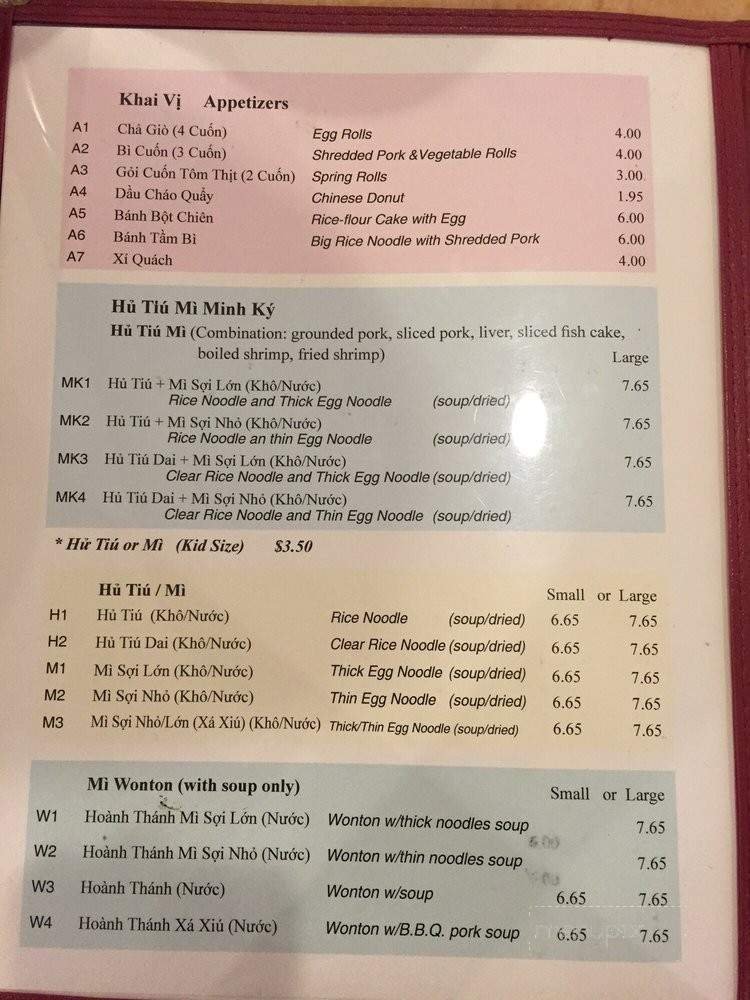 Khai Vị Appetizers
A1 Chả Giò (4 Cuốn) Egg Rolls 4.00
A2 Bì Cuốn (3 Cuốn) Shredded Pork &Vegetable Rolls 4.00
A3 Gỏi Cuốn Tôm Thịt (2 Cuốn) Spring Rolls 3.00
A4 Dầu Cháo Quẩy Chinese Donut 1.95
A5 Bánh Bột Chiên Rice-flour Cake with Egg 6.00
A6 Bánh Tằm Bì Big Rice Noodle with Shredded Pork 6.00
A7 Xí Quách 4.00
Hủ Tiú Mì Minh Ký
Hủ Tiú Mì (Combination: grounded pork, sliced pork, liver, sliced fish cake,
boiled shrimp, fried shrimp) Large
MK1 Hủ Tiú + Mì Sợi Lớn (Khô/Nước) 7.65
Rice Noodle and Thick Egg Noodle (soup/dried)
MK2 Hủ Tiú + Mì Sợi Nhỏ (Khô/Nước) 7.65
Rice Noodle an thin Egg Noodle (soup/dried)
MK3 Hủ Tiú Dai + Mì Sợi Lớn (Khô/Nước) 7.65
Clear Rice Noodle and Thick Egg Noodle (soup/dried)
MK4 Hủ Tiú Dai + Mì Sợi Nhỏ (Khô/Nước) 7.65
Clear Rice Noodle and Thin Egg Noodle (soup/dried)
* Hử Tiú or Mì (Kid Size) $3.50
Hủ Tiú / Mì Small or Large
H1 Hủ Tiú (Khô/Nước) Rice Noodle (soup/dried) 6.65 7.65
H2 Hủ Tiú Dai (Khô/Nước) Clear Rice Noodle (soup/dried) 6.65 7.65
M1 Mì Sợi Lớn (Khô/Nước) Thick Egg Noodle (soup/dried) 6.65 7.65
M2 Mì Sợi Nhỏ (Khô/Nước) Thin Egg Noodle (soup/dried) 6.65 7.65
M3 Mì Sợi Nhỏ/Lớn (Xá Xiú) (Khô/Nước) Thick/Thin Egg Noodle (soup/dried) 6.65 7.65
Mì Wonton (with soup only) Small or Large
W1 Hoành Thánh Mì Sợi Lớn (Nước) Wonton w/thick noodles soup 7.65
W2 Hoành Thánh Mì Sợi Nhỏ (Nước) Wonton w/thin noodles soup 7.65
W3 Hoành Thánh (Nước) Wonton w/soup 6.65 7.65
W4 Hoành Thánh Xá Xiú (Nước) Wonton w/B.B.Q. pork soup 6.65 7.65